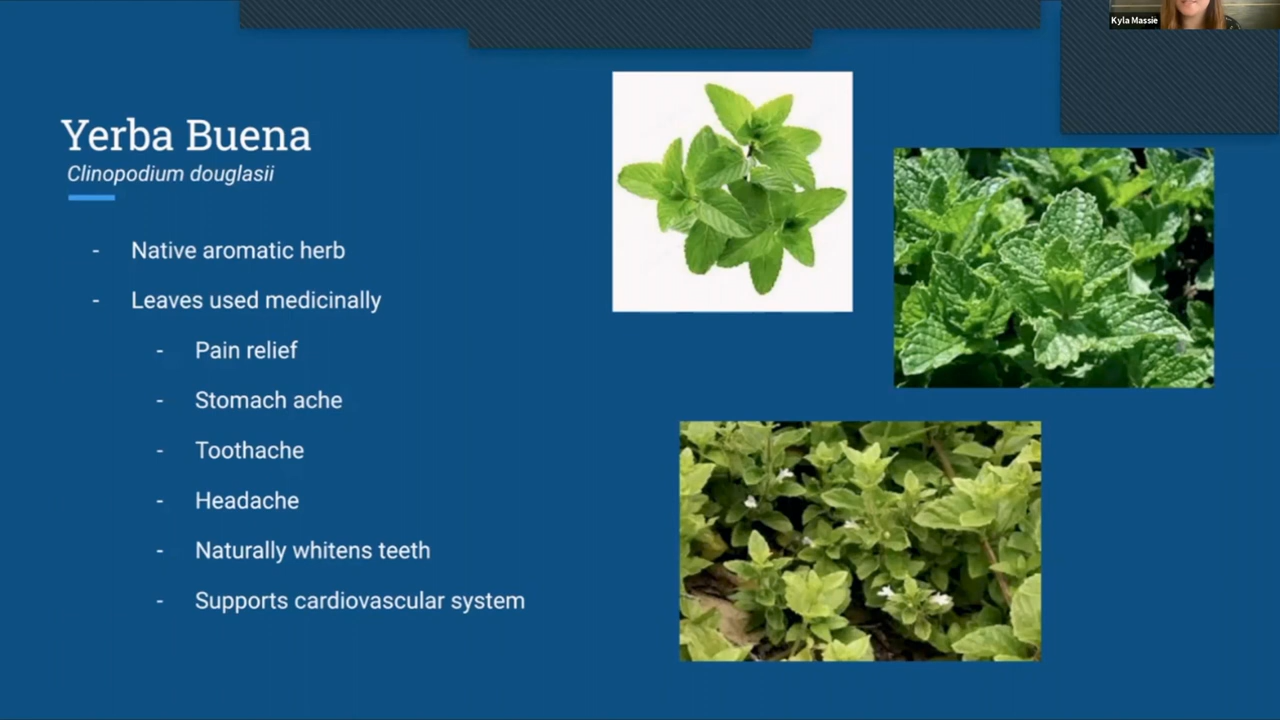 Kyla Massie
Yerba Buena
Clinopodium douglasii
- Native aromatic herb
- Leaves used medicinally
- Pain relief
- Stomach ache
- Toothache
- Headache
- Naturally whitens teeth
- Supports cardiovascular system